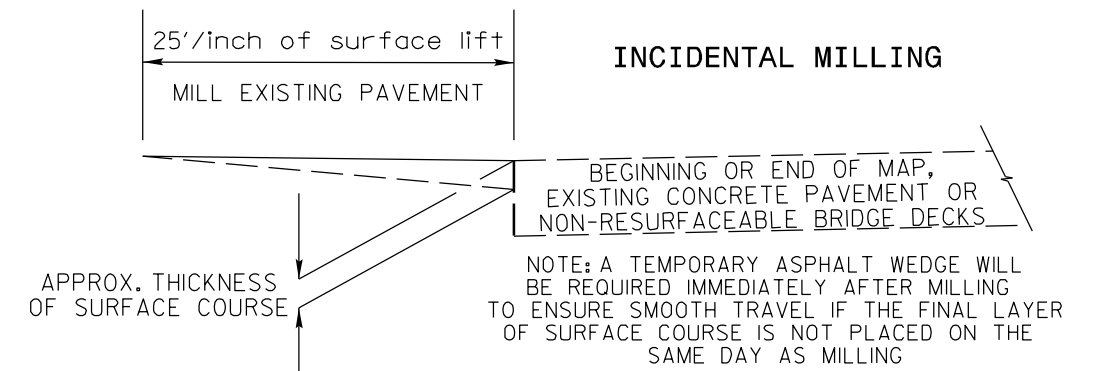 25'/inch of surface lift
INCIDENTAL MILLING
MILL EXISTING PAVEMENT
BEGINNING OR END OF MAP,
EXISTING CONCRETE PAVEMENT OR
NON-RESURFACEABLE BRIDGE DECKS
APPROX. THICKNESS
OF SURFACE COURSE
NOTE: A TEMPORARY ASPHALT WEDGE WILL
BE REQUIRED IMMEDIATELY AFTER MILLING
TO ENSURE SMOOTH TRAVEL IF THE FINAL LAYER
OF SURFACE COURSE IS NOT PLACED ON THE
SAME DAY AS MILLING